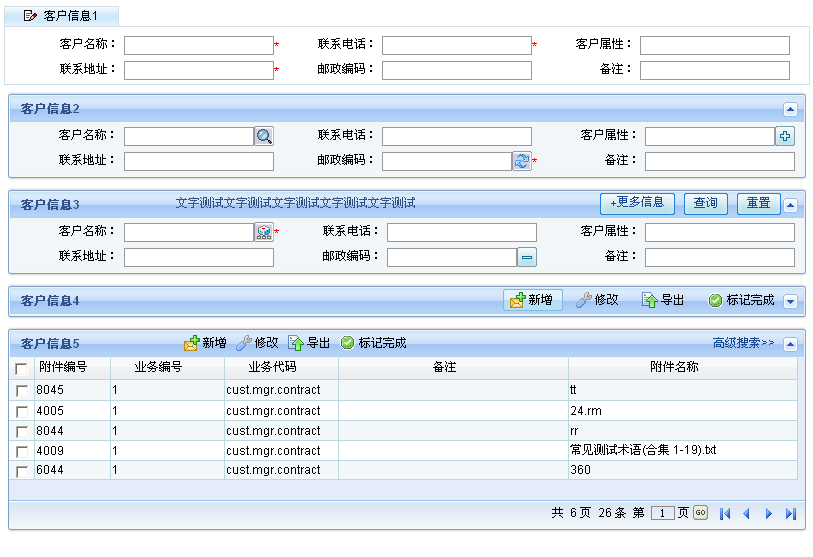 客户信息1
客户名称： * 联系电话： * 客户属性：
联系地址： * 邮政编码： 备注：
客户信息2
客户名称： 联系电话： 客户属性：
联系地址： 邮政编码： * 备注：
客户信息3 文字测试文字测试文字测试文字测试文字测试 +更多信息 查询 重置
客户名称： * 联系电话： 客户属性：
联系地址： 邮政编码： 备注：
客户信息4 新增 修改 导出 标记完成
客户信息5 新增 修改 导出 标记完成 高级搜索>>
附件编号 业务编号 业务代码 备注 附件名称
8045 1 cust.mgr.contract tt
4005 1 cust.mgr.contract 24.rm
8044 1 cust.mgr.contract rr
4009 1 cust.mgr.contract 常见测试术语(合集 1-19).txt
6044 1 cust.mgr.contract 360
共 6 页 26 条 第 1 页 GO